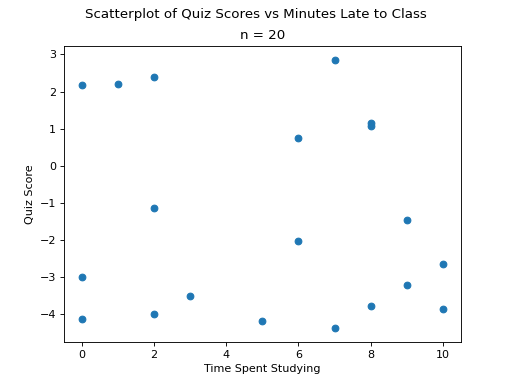 Scatterplot of Quiz Scores vs Minutes Late to Class
n = 20
3
2
1
0
−1
−2
−3
−4
Quiz Score
0 2 4 6 8 10
Time Spent Studying